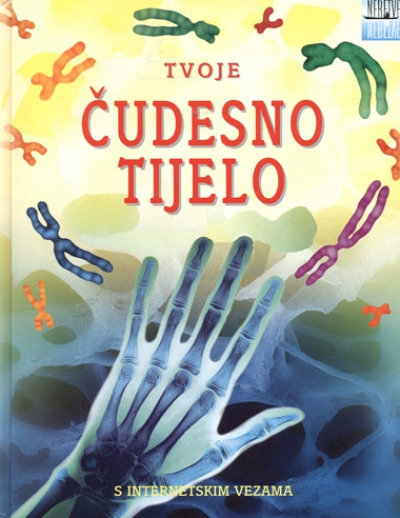 TVOJE
ČUDESNO
TIJELO
S INTERNETSKIM VEZAMA